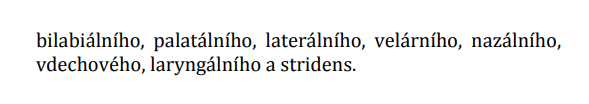 bilabiálního, palatálního, laterálního, velárního, nazálního,
vdechového, laryngálního a stridens.